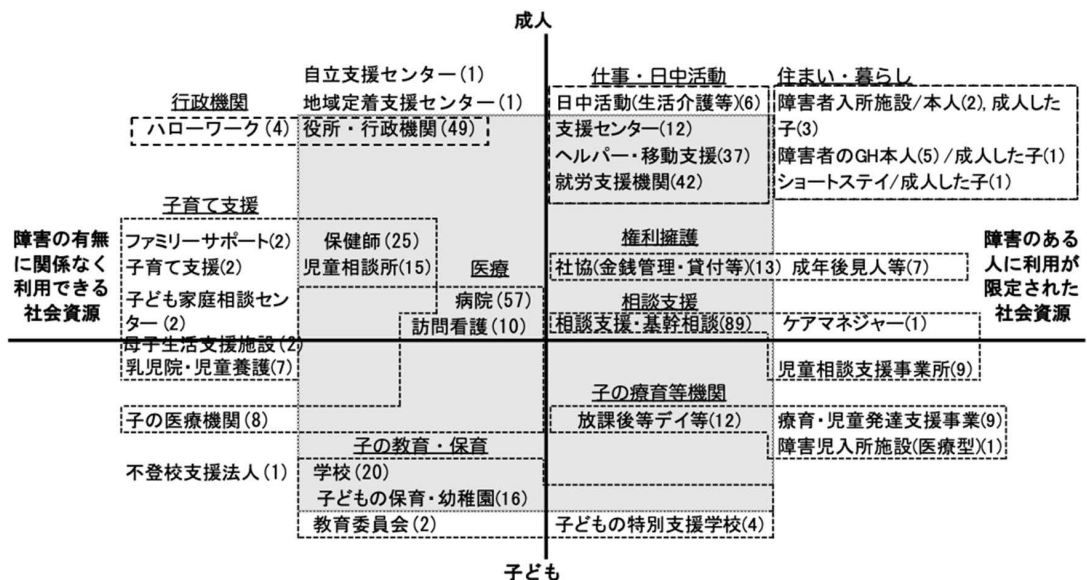 成人
自立支援センター(1)
行政機関
地域定着支援センター(1)
ハローワーク(4)
役所・行政機関(49)
仕事・日中活動
日中活動(生活介護等)(6)
支援センター(12)
ヘルパー・移動支援(37)
就労支援機関(42)
住まい・暮らし
障害者入所施設/本人(2), 成人した
子(3)
障害者のGH本人(5)/成人した子(1)
ショートステイ/成人した子(1)
障害の有無
に関係なく
利用できる
社会資源
子育て支援
ファミリーサポート(2)
子育て支援(2)
子ども家庭相談セン
ター(2)
母子生活支援施設(2)
乳児院・児童養護(7)
保健師(25)
児童相談所(15)
医療
病院(57)
訪問看護(10)
子の医療機関(8)
権利擁護
社協(金銭管理・貸付等)(13)
成年後見人等(7)
相談支援
相談支援・基幹相談(89)
ケアマネジャー(1)
児童相談支援事業所(9)
障害のある
人に利用が
限定された
社会資源
子の療育等機関
放課後等デイ等(12)
療育・児童発達支援事業(9)
障害児入所施設(医療型)(1)
子の教育・保育
不登校支援法人(1)
学校(20)
子どもの保育・幼稚園(16)
教育委員会(2)
子どもの特別支援学校(4)
子ども